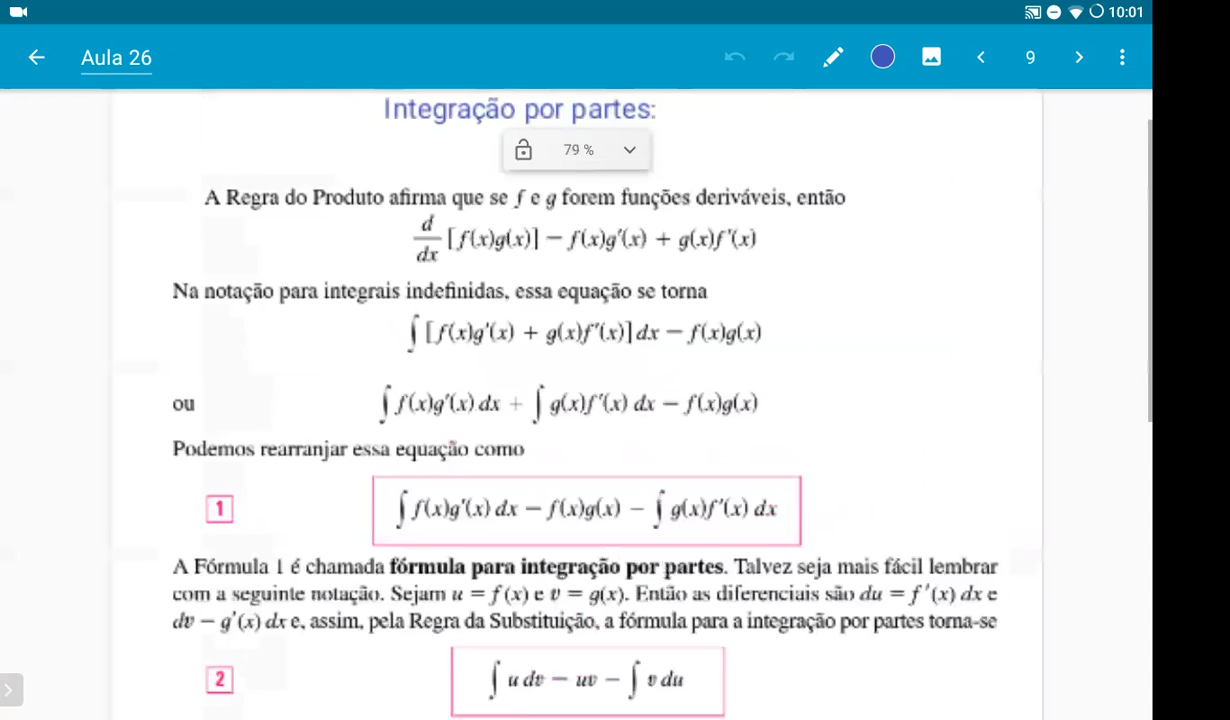 10:01
Aula 26
9
Integração por partes:
79 %
A Regra do Produto afirma que se f e g forem funções deriváveis, então
d/dx [f(x)g(x)] = f(x)g'(x) + g(x)f'(x)
Na notação para integrais indefinidas, essa equação se torna
∫ [f(x)g'(x) + g(x)f'(x)] dx = f(x)g(x)
ou ∫ f(x)g'(x) dx + ∫ g(x)f'(x) dx = f(x)g(x)
Podemos rearranjar essa equação como
1 ∫ f(x)g'(x) dx = f(x)g(x) − ∫ g(x)f'(x) dx
A Fórmula 1 é chamada fórmula para integração por partes. Talvez seja mais fácil lembrar
com a seguinte notação. Sejam u = f(x) e v = g(x). Então as diferenciais são du = f'(x) dx e
dv = g'(x) dx e, assim, pela Regra da Substituição, a fórmula para a integração por partes torna-se
2 ∫ u dv = uv − ∫ v du